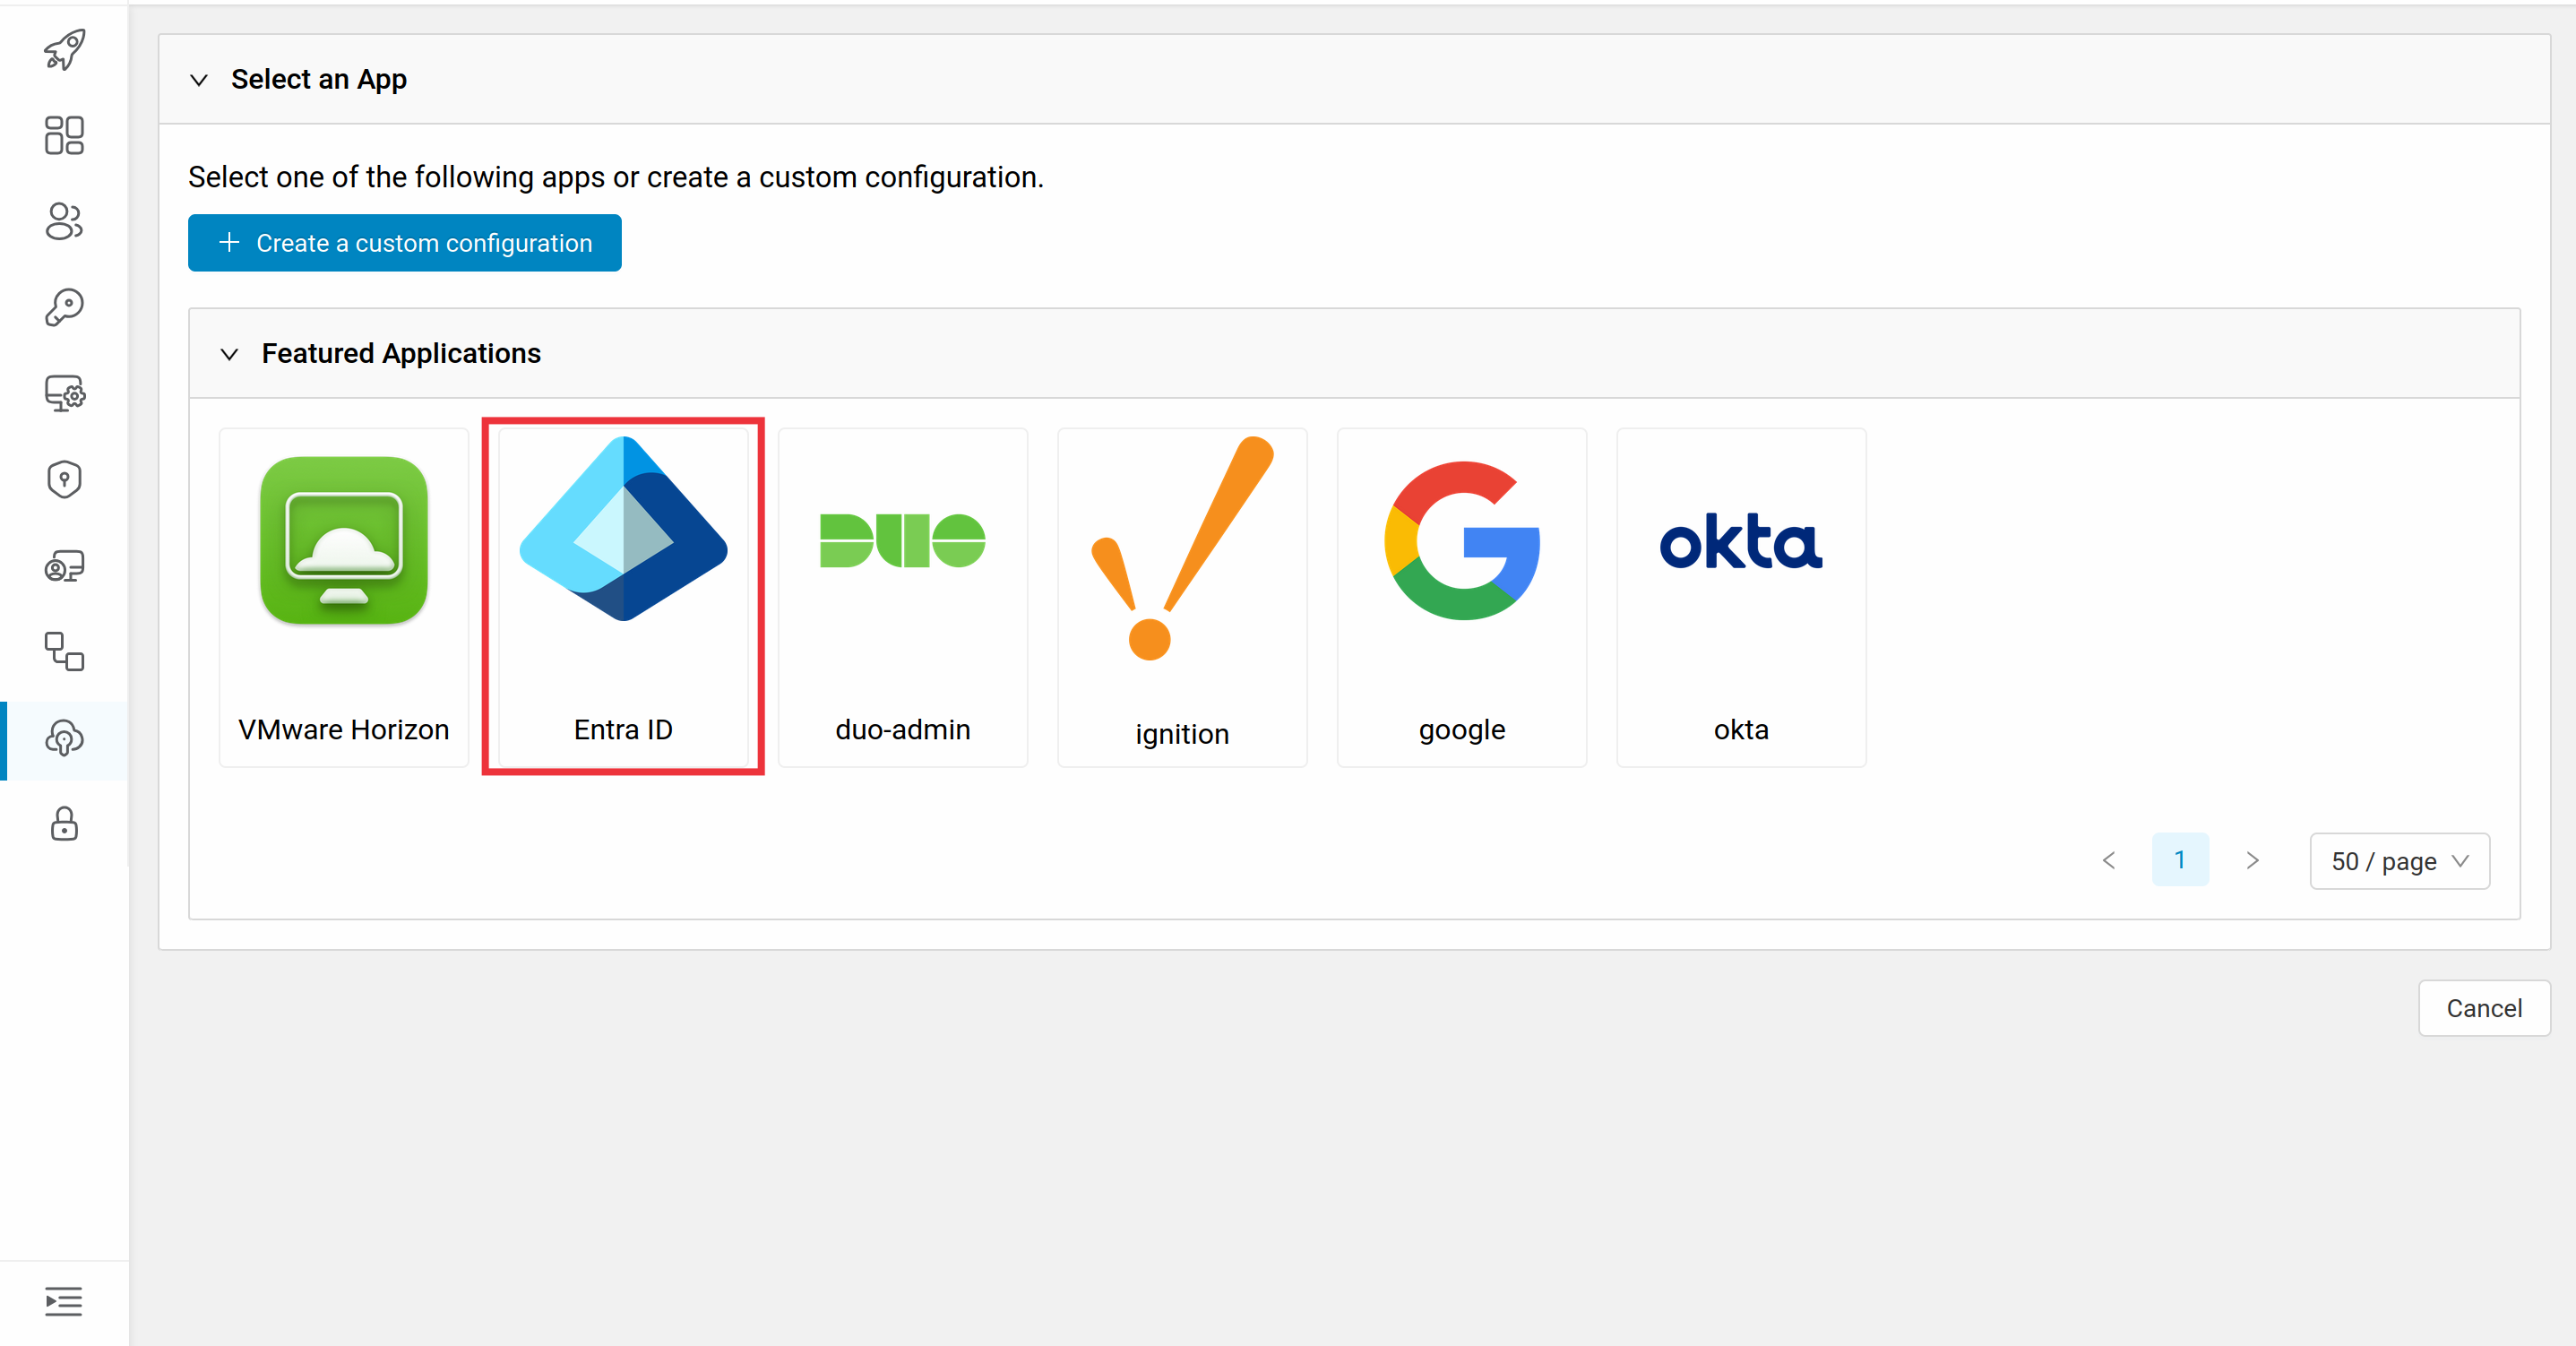 Select an App
Select one of the following apps or create a custom configuration.
Create a custom configuration
Featured Applications
DUO
okta
VMware Horizon
Entra ID
duo-admin
ignition
google
okta
1
50 / page
Cancel